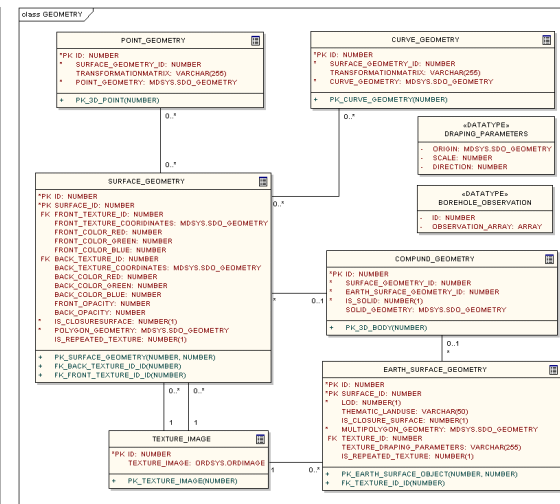 class GEOMETRY
POINT_GEOMETRY
*PK ID: NUMBER
* SURFACE_GEOMETRY_ID: NUMBER
TRANSFORMATIONMATRIX: VARCHAR(255)
* POINT_GEOMETRY: MDSYS.SDO_GEOMETRY
+ PK_3D_POINT(NUMBER)
CURVE_GEOMETRY
*PK ID: NUMBER
* SURFACE_GEOMETRY_ID: NUMBER
TRANSFORMATIONMATRIX: VARCHAR(255)
* CURVE_GEOMETRY: MDSYS.SDO_GEOMETRY
+ PK_CURVE_GEOMETRY(NUMBER)
0..*
0..*
0..*
0..*
«DATATYPE»
DRAPING_PARAMETERS
- ORIGIN: MDSYS.SDO_GEOMETRY
- SCALE: NUMBER
- DIRECTION: NUMBER
«DATATYPE»
BOREHOLE_OBSERVATION
- ID: NUMBER
- OBSERVATION_ARRAY: ARRAY
SURFACE_GEOMETRY
*PK ID: NUMBER
*PK SURFACE_ID: NUMBER
FK FRONT_TEXTURE_ID: NUMBER
FRONT_TEXTURE_COORIDINATES: MDSYS.SDO_GEOMETRY
FRONT_COLOR_RED: NUMBER
FRONT_COLOR_GREEN: NUMBER
FRONT_COLOR_BLUE: NUMBER
FK BACK_TEXTURE_ID: NUMBER
BACK_TEXTURE_COORDINATES: MDSYS.SDO_GEOMETRY
BACK_COLOR_RED: NUMBER
BACK_COLOR_GREEN: NUMBER
BACK_COLOR_BLUE: NUMBER
FRONT_OPACITY: NUMBER
BACK_OPACITY: NUMBER
* IS_CLOSURESURFACE: NUMBER(1)
* POLYGON_GEOMETRY: MDSYS.SDO_GEOMETRY
IS_REPEATED_TEXTURE: NUMBER(1)
+ PK_SURFACE_GEOMETRY(NUMBER, NUMBER)
+ FK_BACK_TEXTURE_ID_ID(NUMBER)
+ FK_FRONT_TEXTURE_ID_ID(NUMBER)
COMPUND_GEOMETRY
*PK ID: NUMBER
* SURFACE_GEOMETRY_ID: NUMBER
* EARTH_SURFACE_GEOMETRY_ID: NUMBER
* IS_SOLID: NUMBER(1)
SOLID_GEOMETRY: MDSYS.SDO_GEOMETRY
+ PK_3D_BODY(NUMBER)
*
0..1
0..1
*
EARTH_SURFACE_GEOMETRY
*PK ID: NUMBER
*PK SURFACE_ID: NUMBER
* LOD: NUMBER(1)
THEMATIC_LANDUSE: VARCHAR(50)
IS_CLOSURE_SURFACE: NUMBER(1)
* MULTIPOLYGON_GEOMETRY: MDSYS.SDO_GEOMETRY
FK TEXTURE_ID: NUMBER
TEXTURE_DRAPING_PARAMETERS: VARCHAR(255)
IS_REPEATED_TEXTURE: NUMBER(1)
+ PK_EARTH_SURFACE_OBJECT(NUMBER, NUMBER)
+ FK_TEXTURE_ID_ID(NUMBER)
0..*
0..*
1
1
TEXTURE_IMAGE
*PK ID: NUMBER
TEXTURE_IMAGE: ORDSYS.ORDIMAGE
+ PK_TEXTURE_IMAGE(NUMBER)
1
0..*